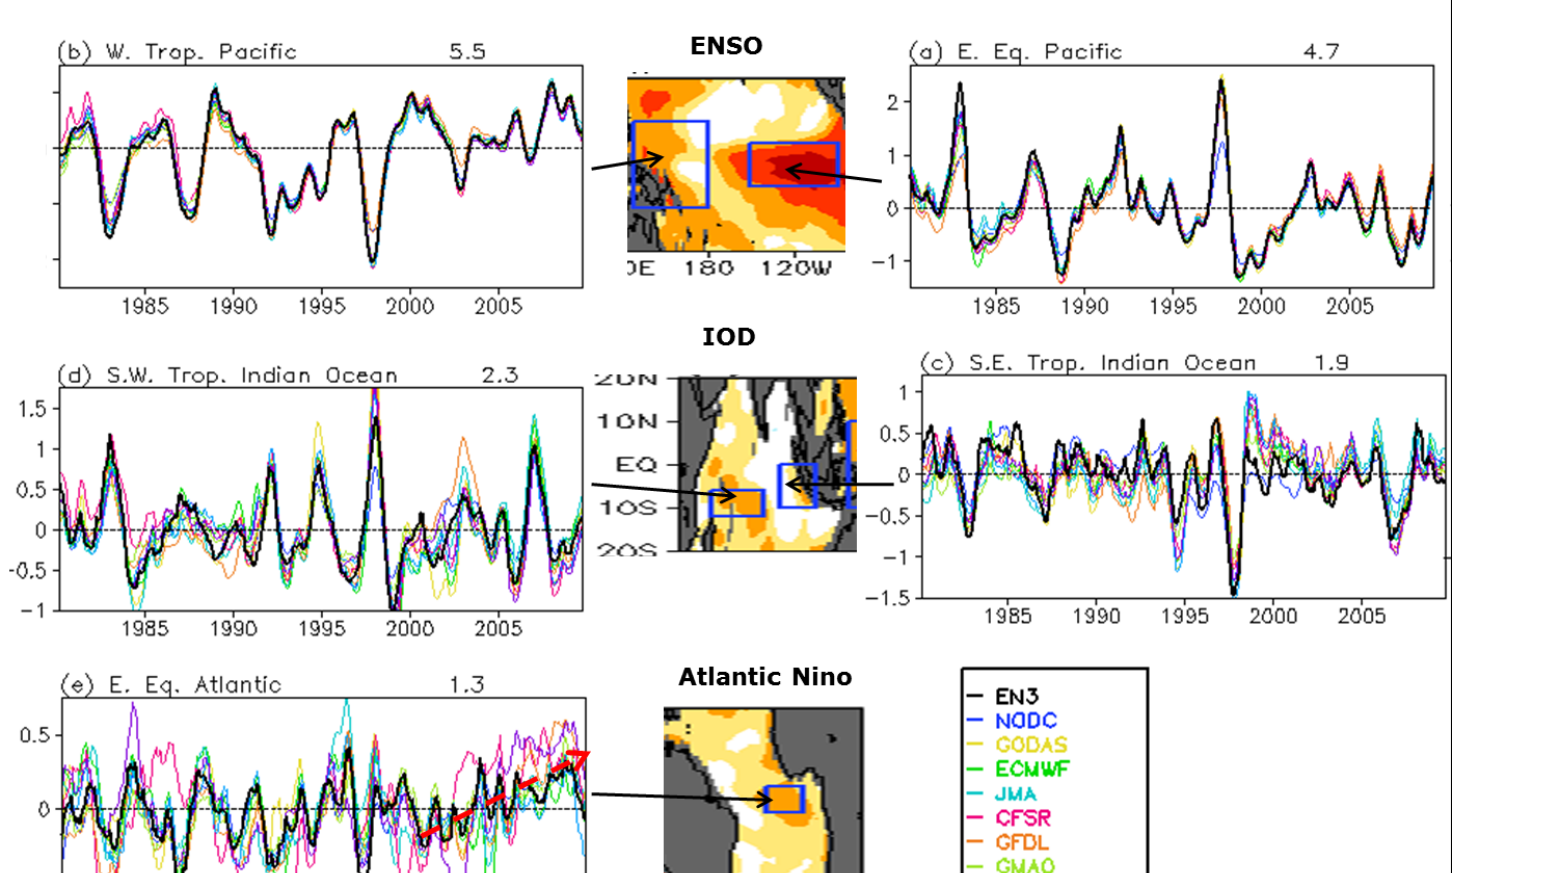 ENSO
(b) W. Trop. Pacific 5.5
(a) E. Eq. Pacific 4.7
2
1
0
−1
1985 1990 1995 2000 2005
0E 180 120W
1985 1990 1995 2000 2005
IOD
(d) S.W. Trop. Indian Ocean 2.3
(c) S.E. Trop. Indian Ocean 1.9
1.5
1
0.5
0
-0.5
−1
1985 1990 1995 2000 2005
20N
10N
EQ
10S
20S
1
0.5
0
−0.5
−1
−1.5
1985 1990 1995 2000 2005
Atlantic Nino
(e) E. Eq. Atlantic 1.3
0.5
0
EN3
NODC
GODAS
ECMWF
JMA
CFSR
GFDL
GMAO